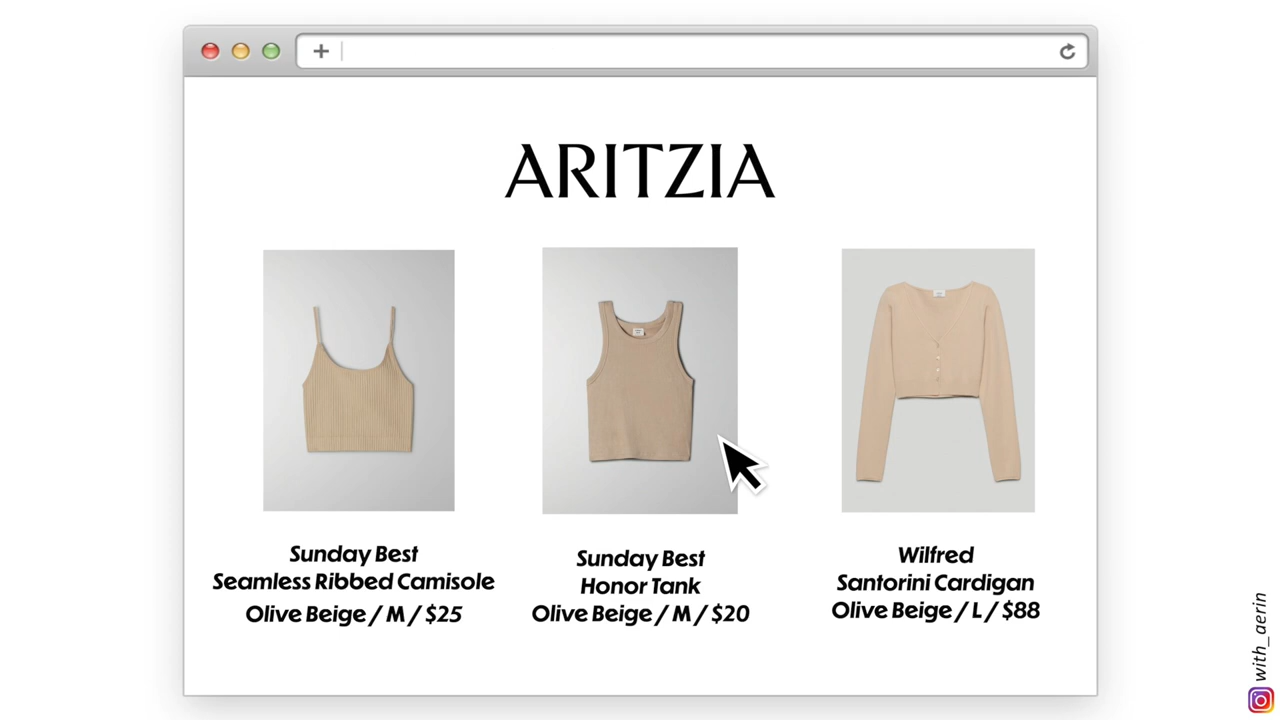 ARITZIA
Sunday Best
Seamless Ribbed Camisole
Olive Beige / M / $25
Sunday Best
Honor Tank
Olive Beige / M / $20
Wilfred
Santorini Cardigan
Olive Beige / L / $88
with_aerin